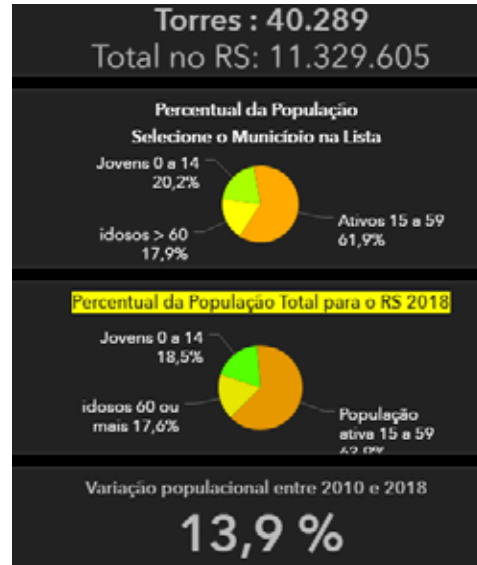 Torres : 40.289
Total no RS: 11.329.605
Percentual da População
Selecione o Município na Lista
Jovens 0 a 14
20,2%
idosos > 60
17,9%
Ativos 15 a 59
61,9%
Percentual da População Total para o RS 2018
Jovens 0 a 14
18,5%
idosos 60 ou
mais 17,6%
População
ativa 15 a 59
Variação populacional entre 2010 e 2018
13,9 %